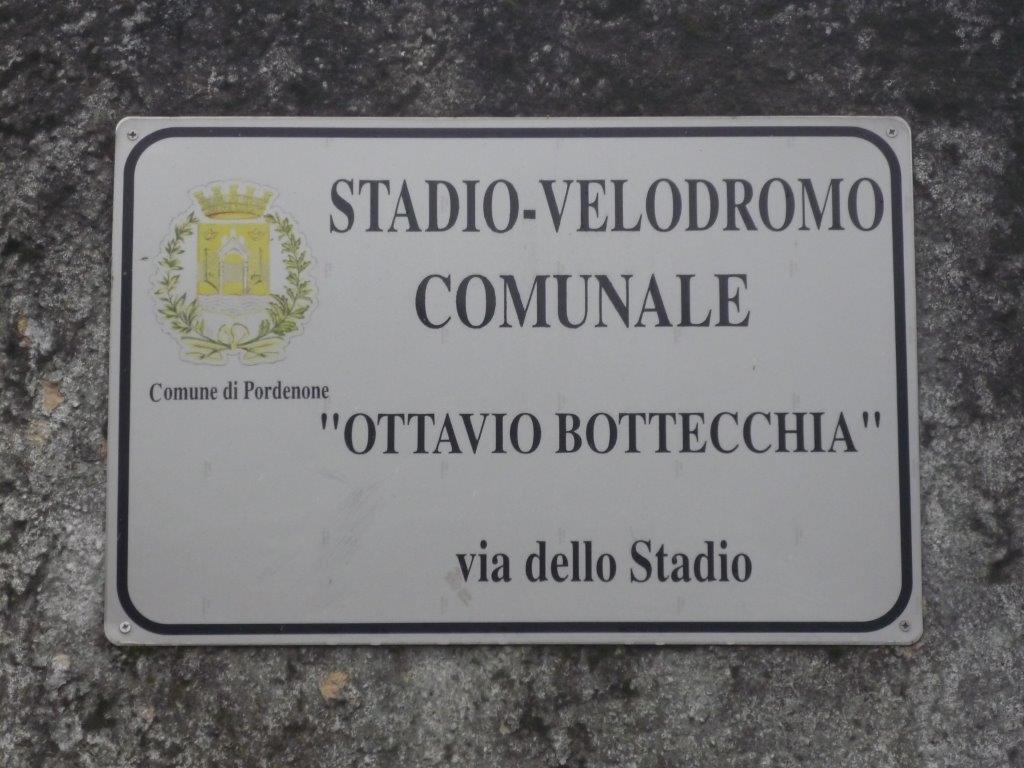 STADIO-VELODROMO
COMUNALE
Comune di Pordenone
"OTTAVIO BOTTECCHIA"
via dello Stadio